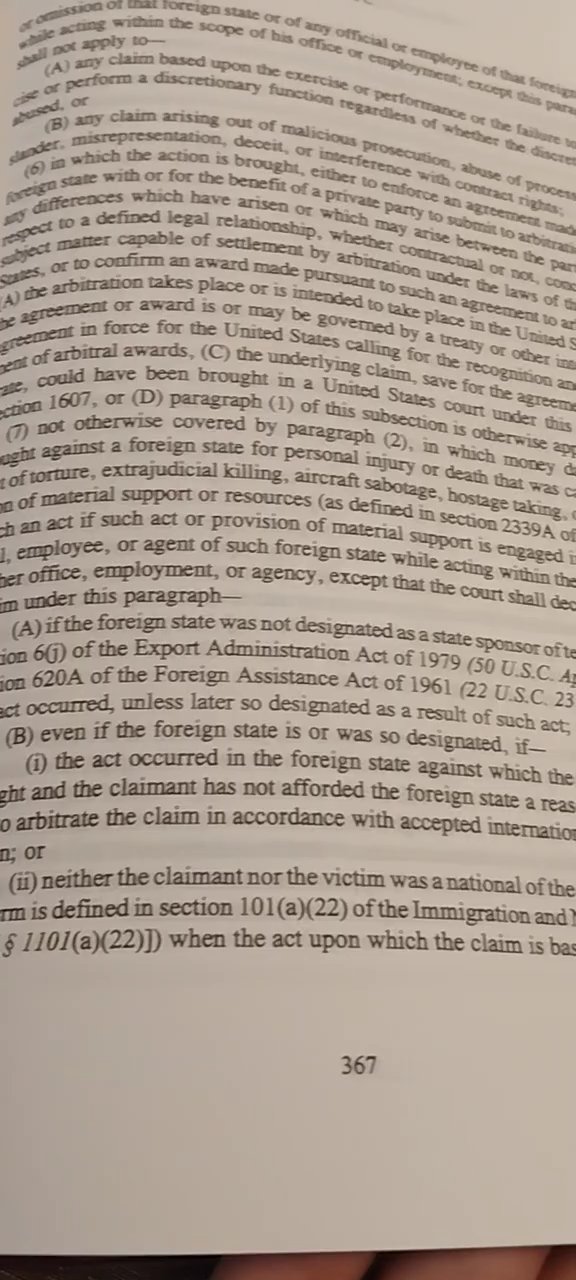 or omission of that foreign state or of any official or employee of that foreign
while acting within the scope of his office or employment; except this para
shall not apply to—
(A) any claim based upon the exercise or performance or the failure to
cise or perform a discretionary function regardless of whether the discret
abused, or
(B) any claim arising out of malicious prosecution, abuse of process
slander, misrepresentation, deceit, or interference with contract rights;
(6) in which the action is brought, either to enforce an agreement made
foreign state with or for the benefit of a private party to submit to arbitrati
any differences which have arisen or which may arise between the part
respect to a defined legal relationship, whether contractual or not, conc
subject matter capable of settlement by arbitration under the laws of th
States, or to confirm an award made pursuant to such an agreement to ar
(A) the arbitration takes place or is intended to take place in the United S
he agreement or award is or may be governed by a treaty or other int
greement in force for the United States calling for the recognition an
ent of arbitral awards, (C) the underlying claim, save for the agreeme
ate, could have been brought in a United States court under this
ection 1607, or (D) paragraph (1) of this subsection is otherwise app
(7) not otherwise covered by paragraph (2), in which money da
ught against a foreign state for personal injury or death that was ca
t of torture, extrajudicial killing, aircraft sabotage, hostage taking,
on of material support or resources (as defined in section 2339A of
ch an act if such act or provision of material support is engaged i
l, employee, or agent of such foreign state while acting within the
her office, employment, or agency, except that the court shall dec
im under this paragraph—
(A) if the foreign state was not designated as a state sponsor of te
ion 6(j) of the Export Administration Act of 1979 (50 U.S.C. Ap
ion 620A of the Foreign Assistance Act of 1961 (22 U.S.C. 23
act occurred, unless later so designated as a result of such act;
(B) even if the foreign state is or was so designated, if—
(i) the act occurred in the foreign state against which the
ght and the claimant has not afforded the foreign state a reas
o arbitrate the claim in accordance with accepted internation
n; or
(ii) neither the claimant nor the victim was a national of the
rm is defined in section 101(a)(22) of the Immigration and N
§ 1101(a)(22)]) when the act upon which the claim is bas
367